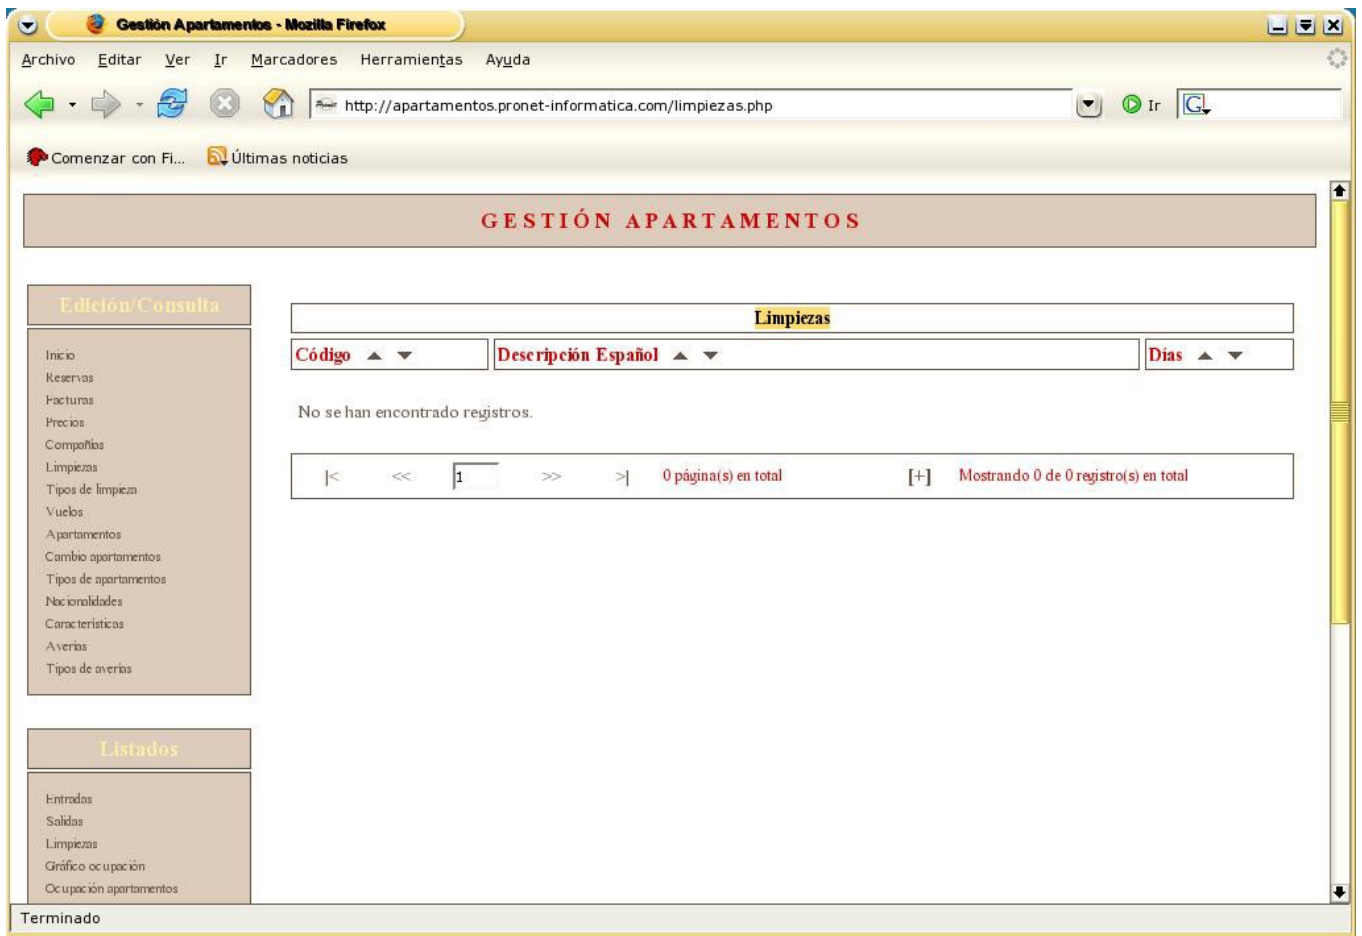 Gestión Apartamentos - Mozilla Firefox
Archivo Editar Ver Ir Marcadores Herramientas Ayuda
http://apartamentos.pronet-informatica.com/limpiezas.php Ir
Comenzar con Fi... Últimas noticias
GESTIÓN APARTAMENTOS
Edición/Consulta
Inicio
Reservas
Facturas
Precios
Compañías
Limpiezas
Tipos de limpieza
Vuelos
Apartamentos
Cambio apartamentos
Tipos de apartamentos
Nacionalidades
Características
Averías
Tipos de averías
Limpiezas
Código Descripción Español Días
No se han encontrado registros.
|< << 1 >> >| 0 página(s) en total [+] Mostrando 0 de 0 registro(s) en total
Listados
Entradas
Salidas
Limpiezas
Gráfico ocupación
Ocupación apartamentos
Terminado